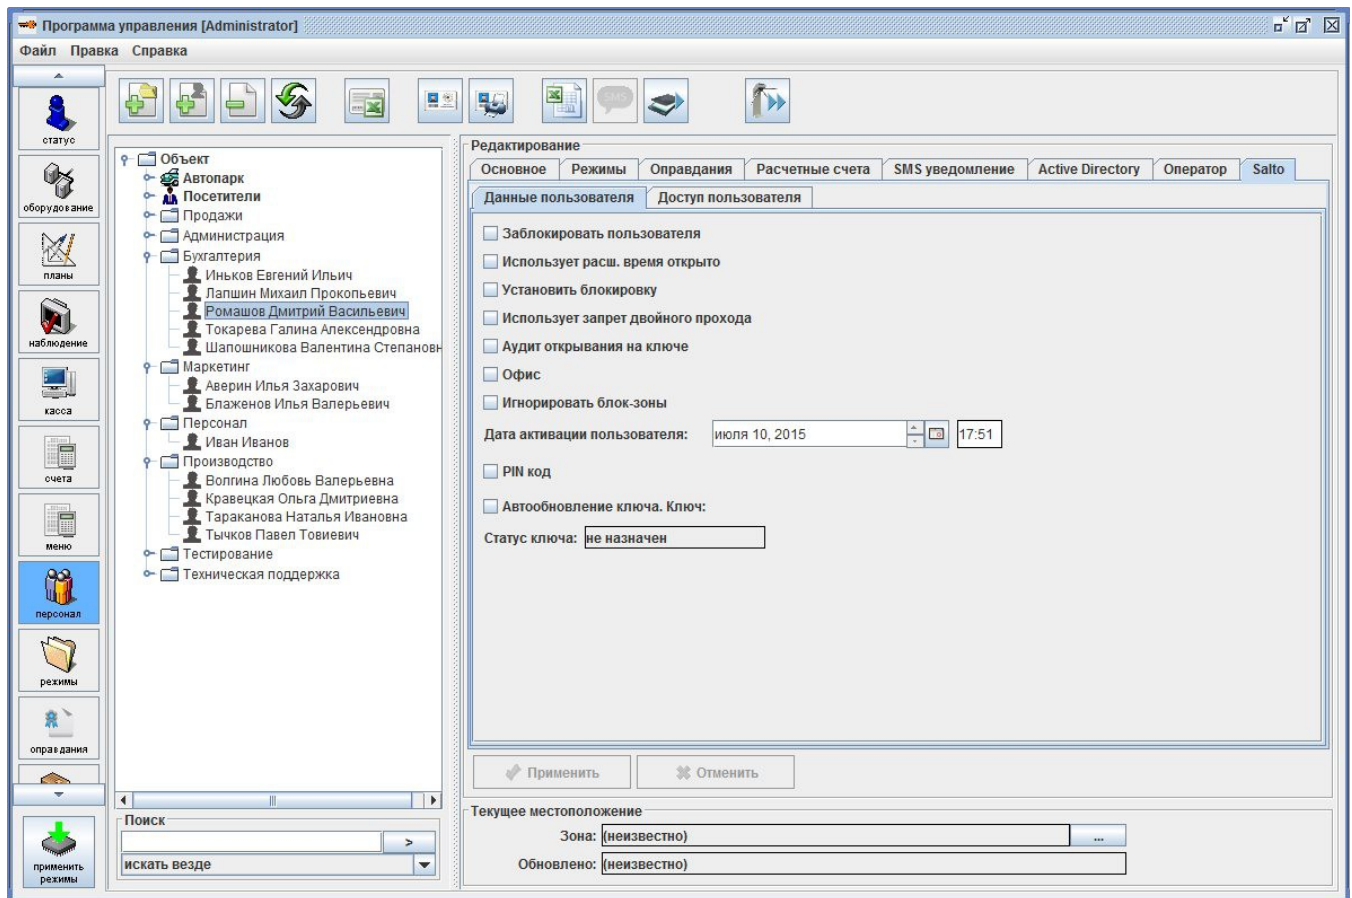 Программа управления [Administrator]
Файл Правка Справка
статус
оборудование
планы
наблюдение
касса
счета
меню
персонал
режимы
оправдания
применить
режимы
SMS
Объект
Автопарк
Посетители
Продажи
Администрация
Бухгалтерия
Иньков Евгений Ильич
Лапшин Михаил Прокопьевич
Ромашов Дмитрий Васильевич
Токарева Галина Алексендровна
Шапошникова Валентина Степановн
Маркетинг
Аверин Илья Захарович
Блаженов Илья Валерьевич
Персонал
Иван Иванов
Производство
Волгина Любовь Валерьевна
Кравецкая Ольга Дмитриевна
Тараканова Наталья Ивановна
Тычков Павел Товиевич
Тестирование
Техническая поддержка
Поиск
>
искать везде
Редактирование
Основное Режимы Оправдания Расчетные счета SMS уведомление Active Directory Оператор Salto
Данные пользователя Доступ пользователя
Заблокировать пользователя
Использует расш. время открыто
Установить блокировку
Использует запрет двойного прохода
Аудит открывания на ключе
Офис
Игнорировать блок-зоны
Дата активации пользователя: июля 10, 2015 17:51
PIN код
Автообновление ключа. Ключ:
Статус ключа: не назначен
Применить Отменить
Текущее местоположение
Зона: (неизвестно) ...
Обновлено: (неизвестно)